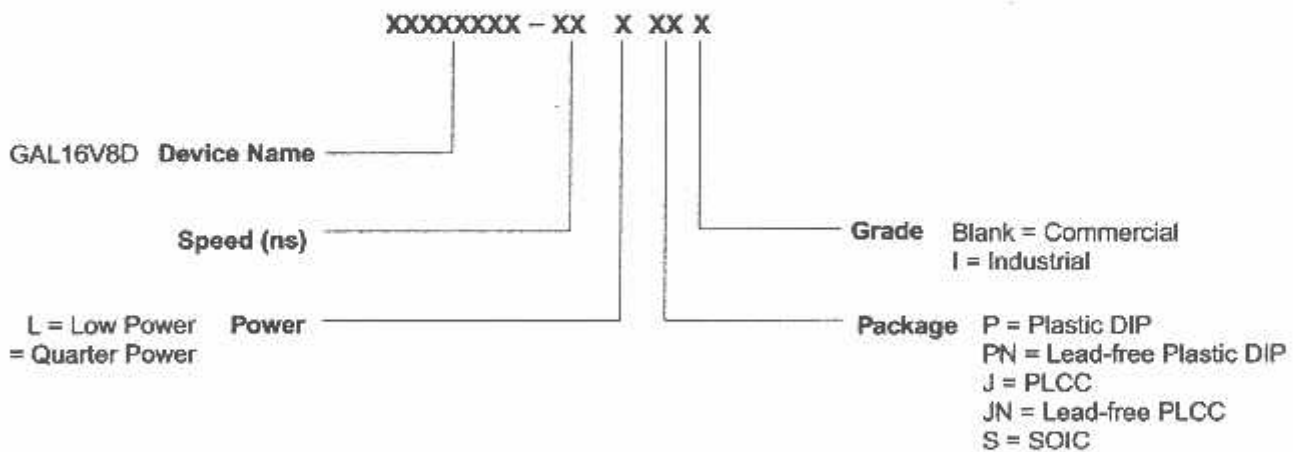 XXXXXXXX – XX X XX X
GAL16V8D Device Name
Speed (ns)
Grade Blank = Commercial
I = Industrial
L = Low Power Power
= Quarter Power
Package P = Plastic DIP
PN = Lead-free Plastic DIP
J = PLCC
JN = Lead-free PLCC
S = SOIC